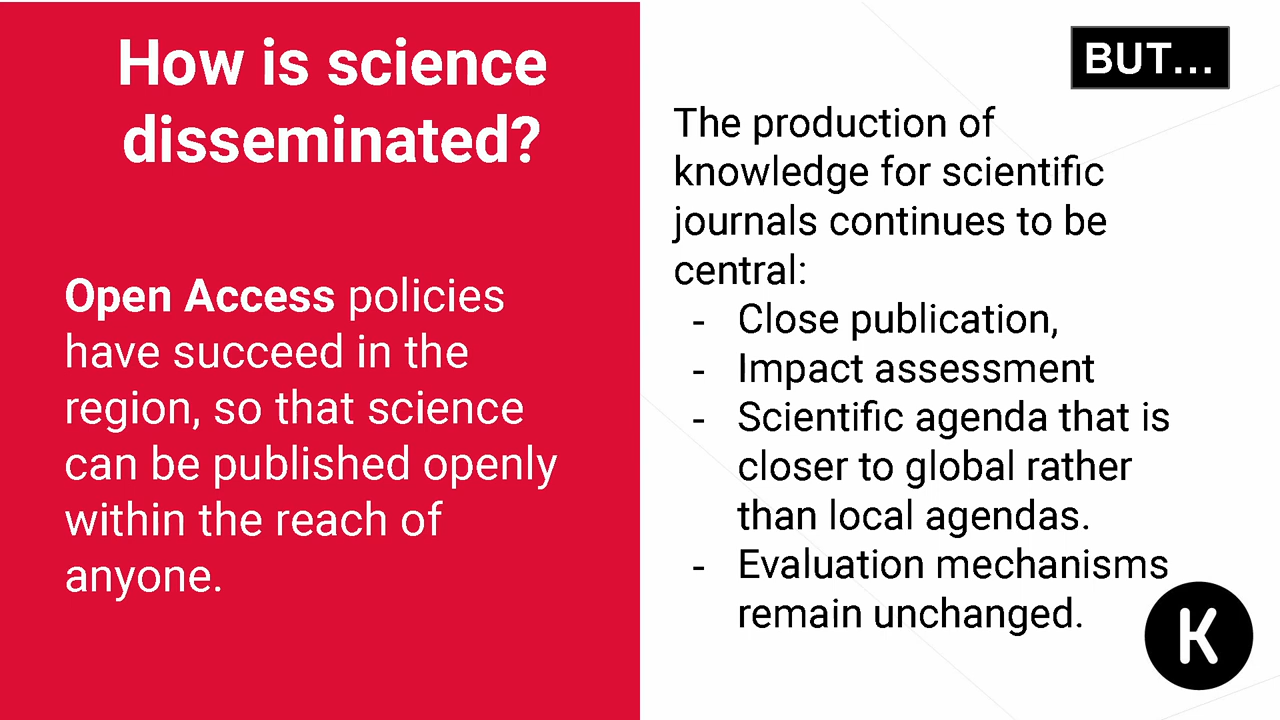 How is science
disseminated?
Open Access policies
have succeed in the
region, so that science
can be published openly
within the reach of
anyone.
BUT...
The production of
knowledge for scientific
journals continues to be
central:
- Close publication,
- Impact assessment
- Scientific agenda that is
closer to global rather
than local agendas.
- Evaluation mechanisms
remain unchanged.
K